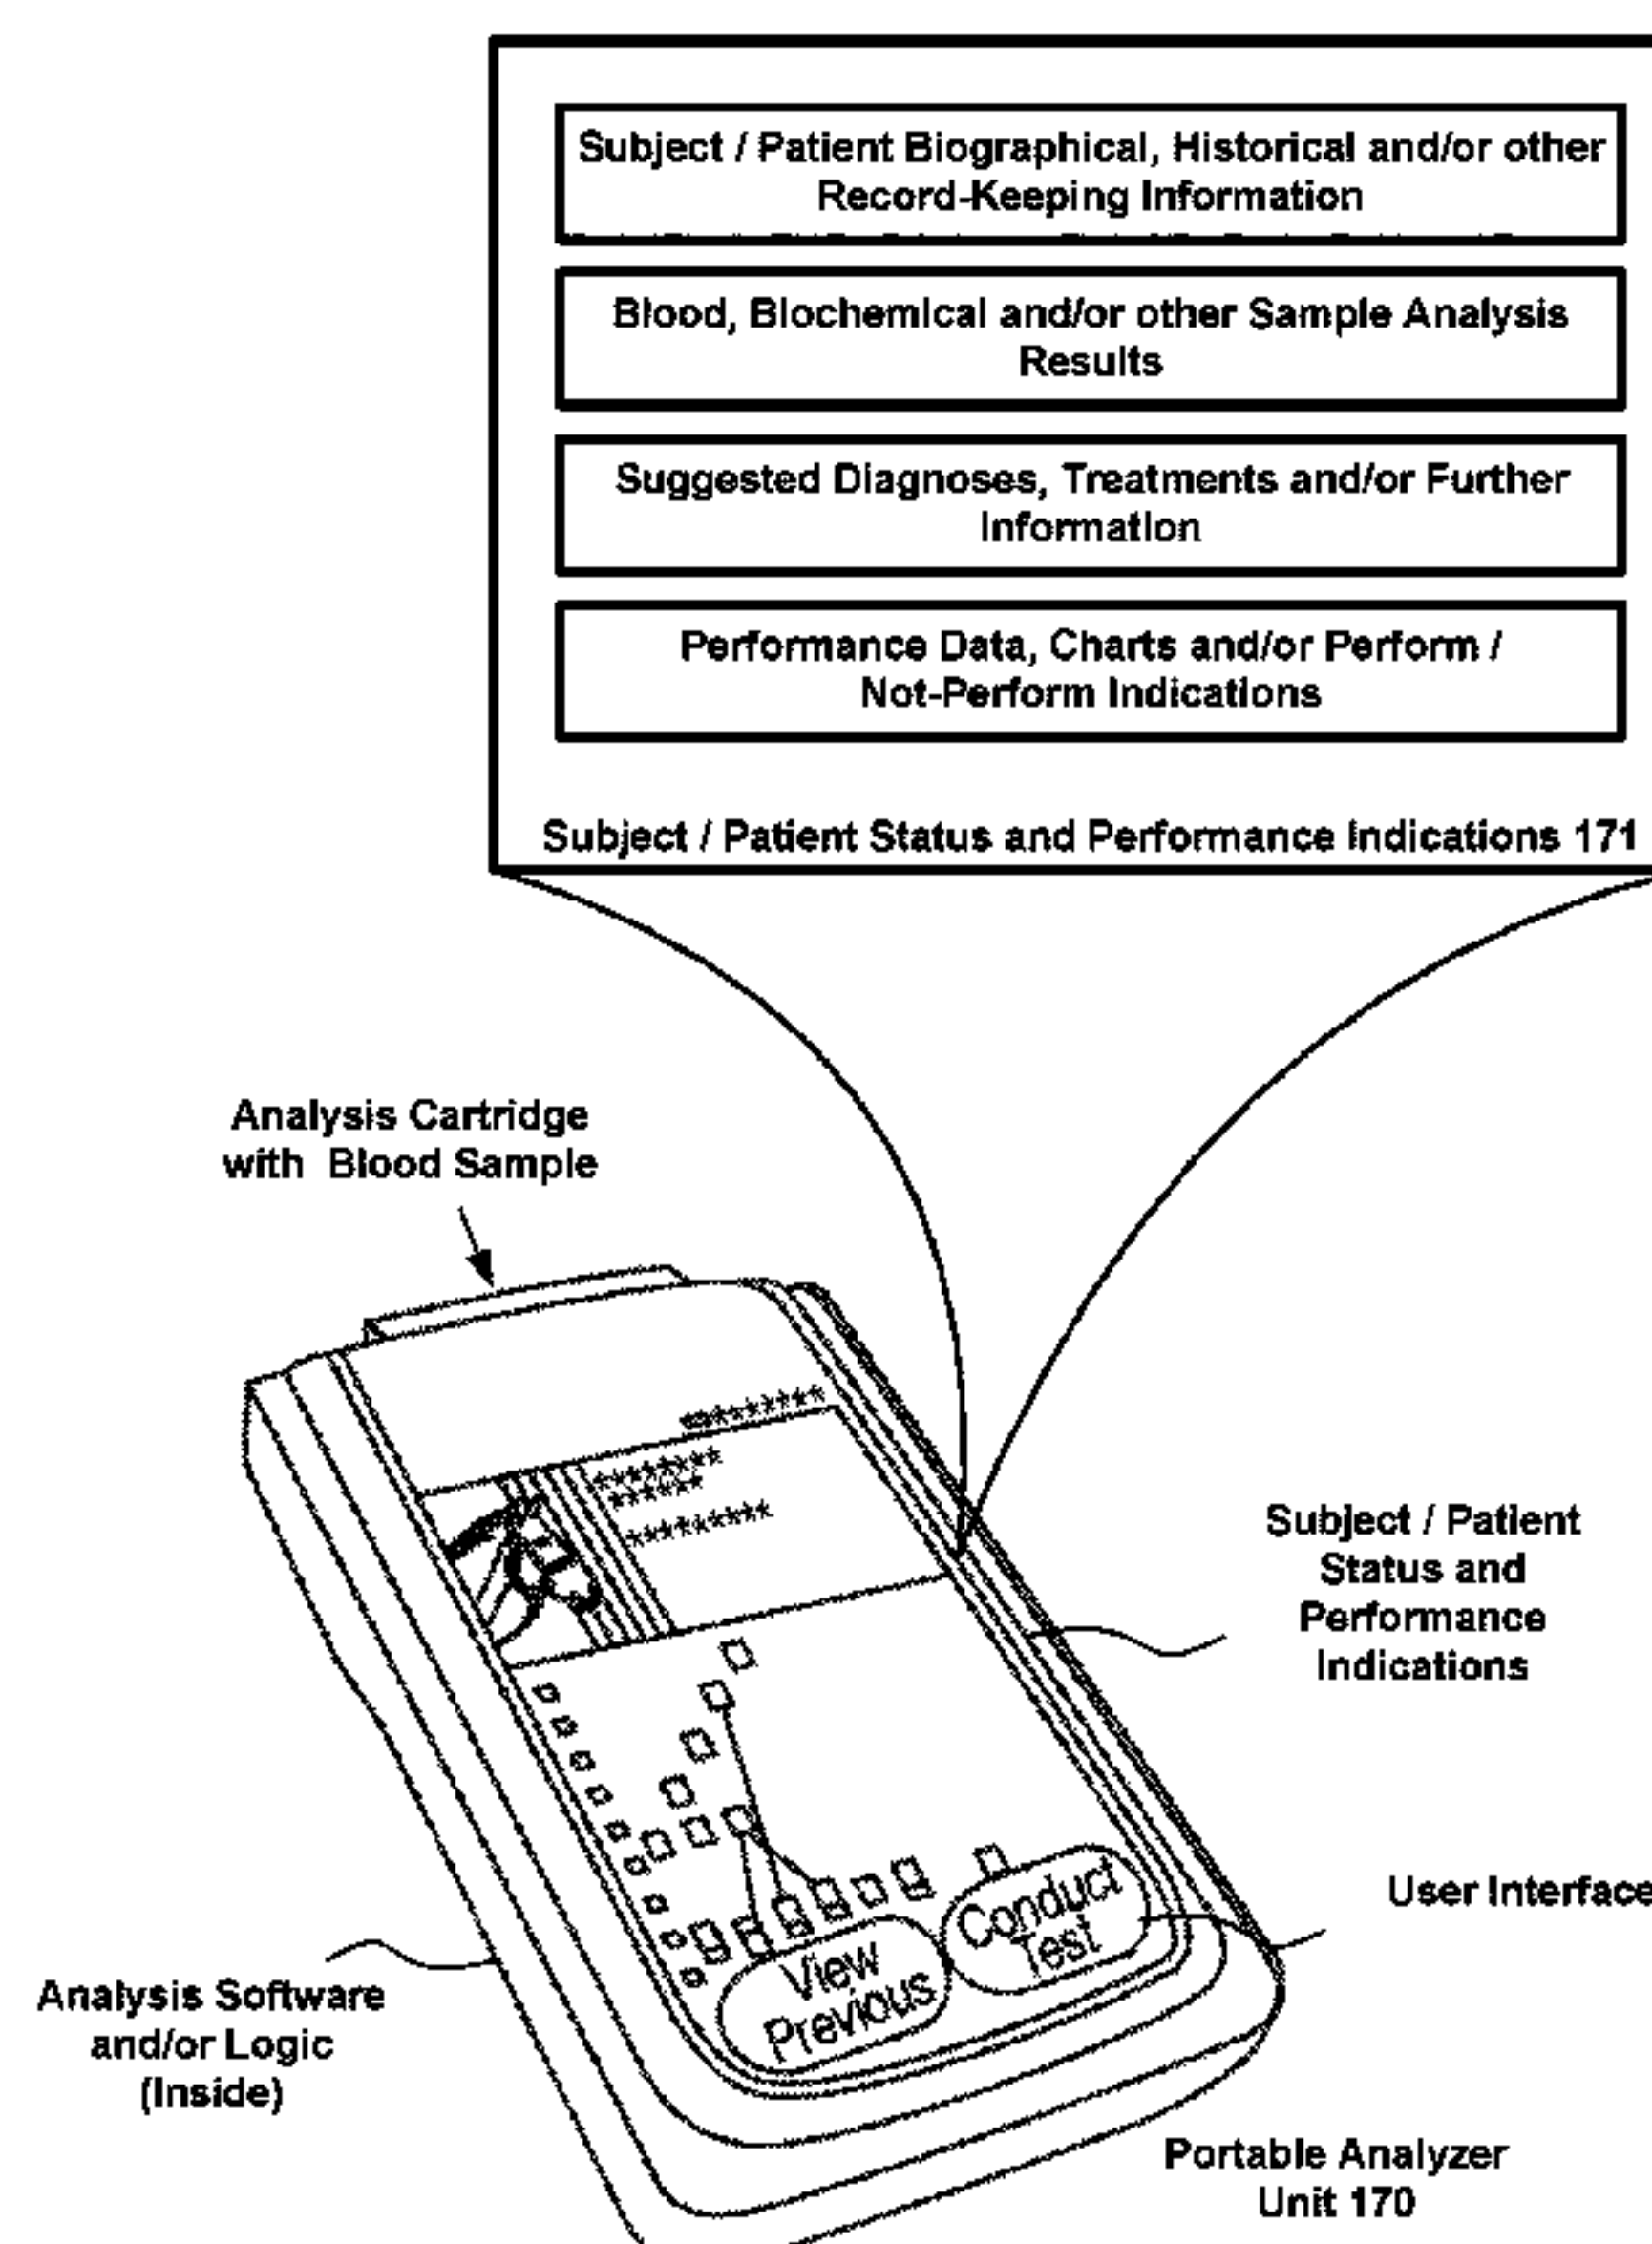 Subject / Patient Biographical, Historical and/or other
Record-Keeping Information
Blood, Biochemical and/or other Sample Analysis
Results
Suggested Diagnoses, Treatments and/or Further
Information
Performance Data, Charts and/or Perform /
Not-Perform Indications
Subject / Patient Status and Performance Indications 171
Analysis Cartridge
with Blood Sample
Subject / Patient
Status and
Performance
Indications
User Interface
Conduct
Test
View
Previous
Analysis Software
and/or Logic
(Inside)
Portable Analyzer
Unit 170